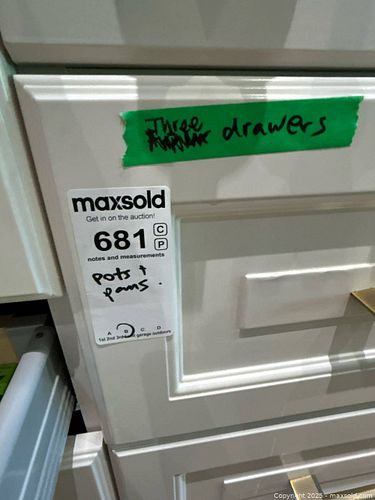 Three
drawers
maxsold
Get in on the auction!
681 C
P
notes and measurements
pots +
pans.
A B C D
1st 2nd 3rd garage outdoors
Copyright 2025 - maxsold.com